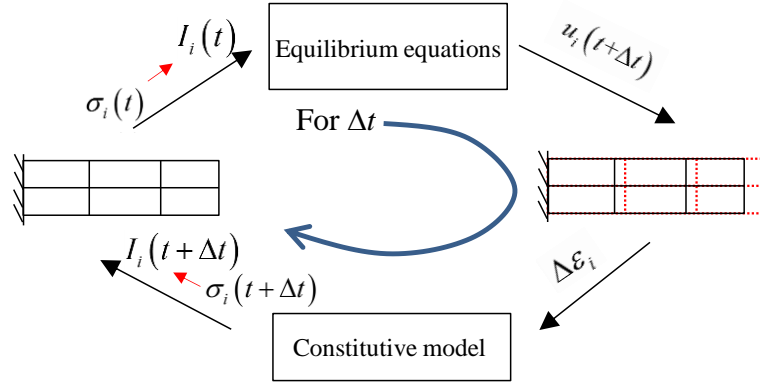 I_i(t)
Equilibrium equations
u_i(t+Δt)
σ_i(t)
For Δt
I_i(t + Δt)
Δε_i
σ_i(t + Δt)
Constitutive model